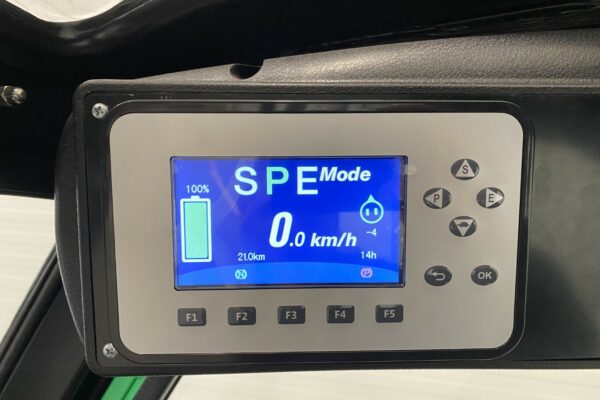 SPE Mode
100%
0.0 km/h
-4
21.0km
14h
N
P
S
P
E
OK
F1
F2
F3
F4
F5